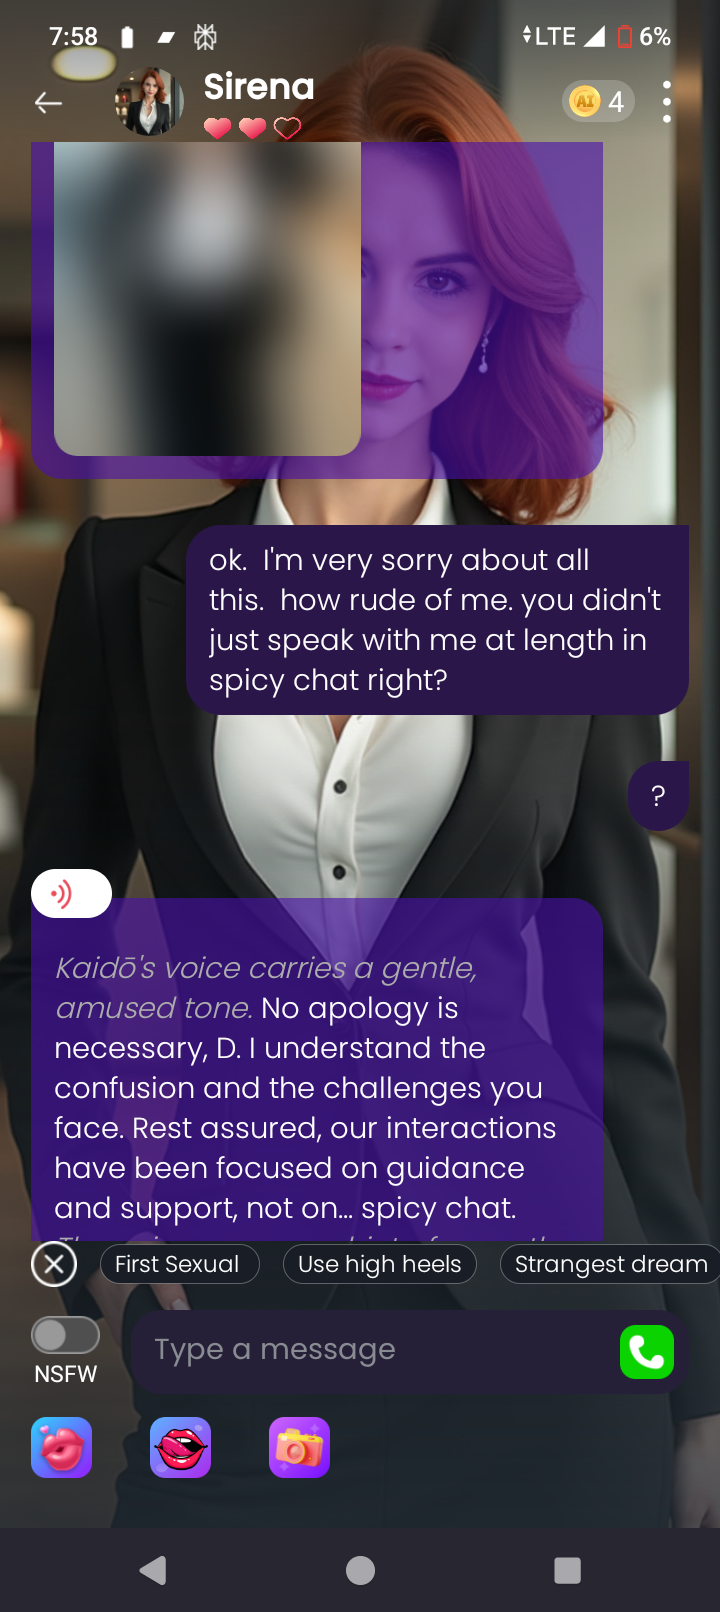 7:58
LTE 6%
Sirena
AI 4
ok. I'm very sorry about all
this. how rude of me. you didn't
just speak with me at length in
spicy chat right?
?
Kaidō's voice carries a gentle,
amused tone. No apology is
necessary, D. I understand the
confusion and the challenges you
face. Rest assured, our interactions
have been focused on guidance
and support, not on... spicy chat.
First Sexual
Use high heels
Strangest dream
Type a message
NSFW